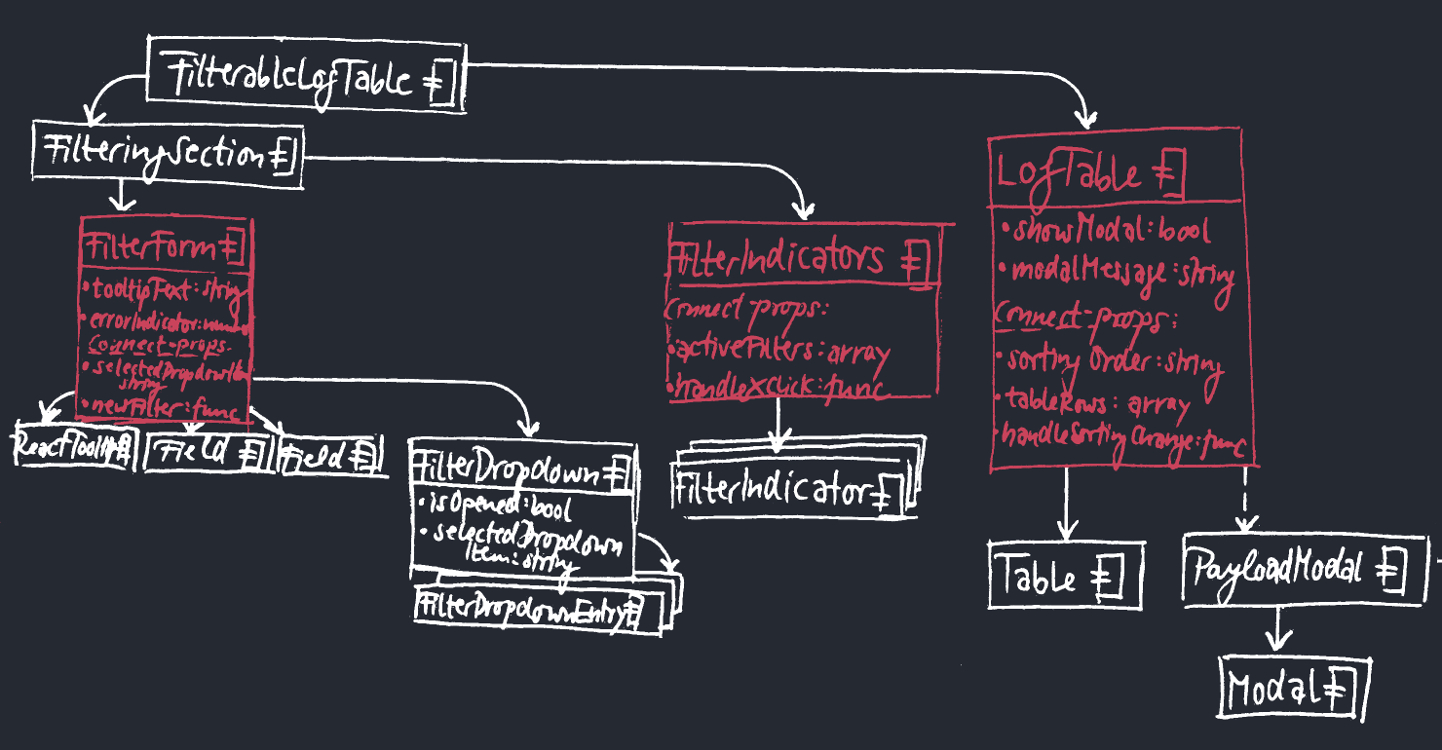 FilterableLogTable
FilteringSection
FilterForm
• tooltipText: string
• errorIndicator: number
Connect-props:
• selectedDropdownItem:
string
• newFilter: func
ReactTooltip
Field
Field
FilterDropdown
• isOpened: bool
• selectedDropdown
Item: string
FilterDropdownEntry
FilterIndicators
Connect props:
• activeFilters: array
• handleXClick: func
FilterIndicator
LogTable
• showModal: bool
• modalMessage: string
Connect-props:
• sorting Order: string
• tableRows: array
• handleSortingChange: func
Table
PayloadModal
Modal